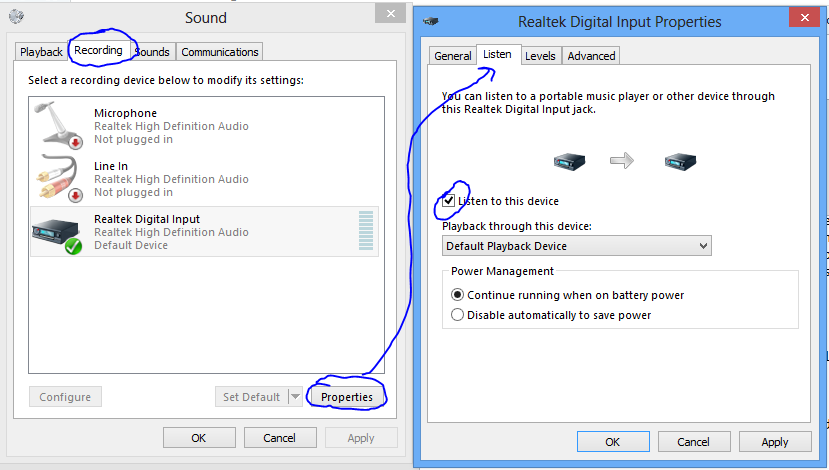 Sound
Playback
Recording
Sounds
Communications
Select a recording device below to modify its settings:
Microphone
Realtek High Definition Audio
Not plugged in
Line In
Realtek High Definition Audio
Not plugged in
Realtek Digital Input
Realtek High Definition Audio
Default Device
Configure
Set Default
Properties
OK
Cancel
Apply
Realtek Digital Input Properties
General
Listen
Levels
Advanced
You can listen to a portable music player or other device through
this Realtek Digital Input jack.
Listen to this device
Playback through this device:
Default Playback Device
Power Management
Continue running when on battery power
Disable automatically to save power
OK
Cancel
Apply